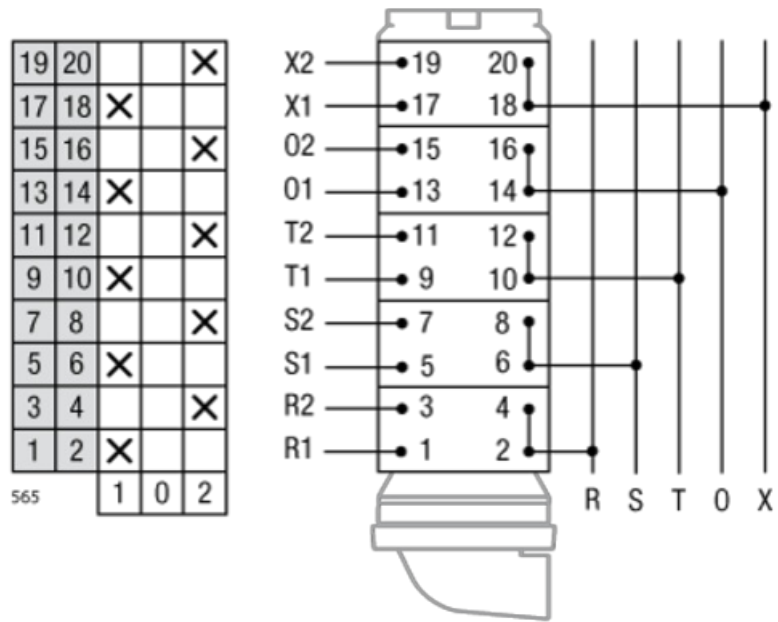 19 20 X
17 18 X
15 16 X
13 14 X
11 12 X
9 10 X
7 8 X
5 6 X
3 4 X
1 2 X
565 1 0 2
X2 19 20
X1 17 18
O2 15 16
O1 13 14
T2 11 12
T1 9 10
S2 7 8
S1 5 6
R2 3 4
R1 1 2
R S T O X